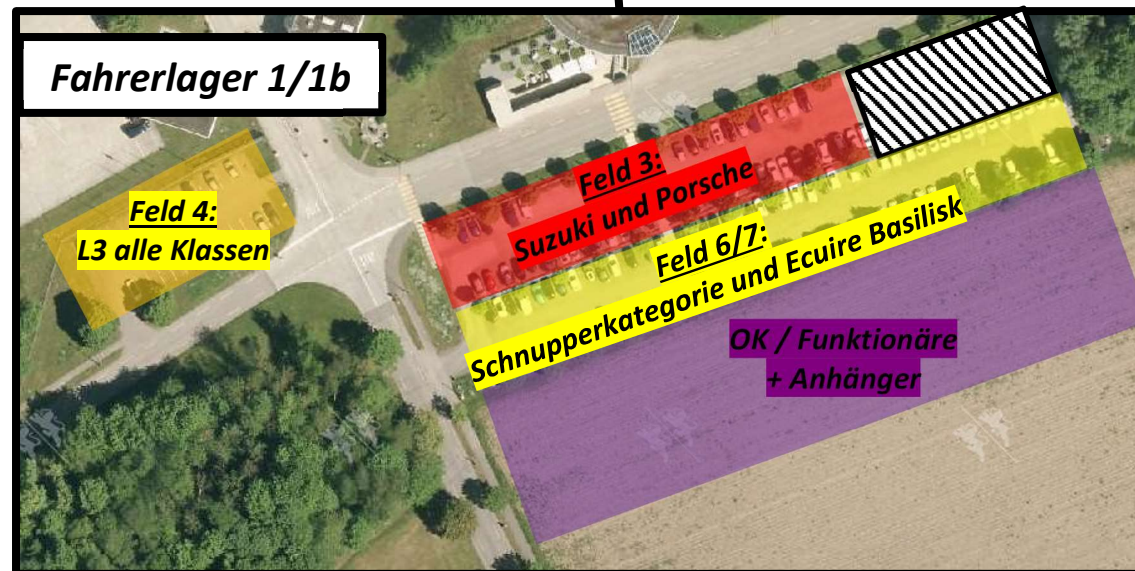 Fahrerlager 1/1b
Feld 4:
L3 alle Klassen
Feld 3:
Suzuki und Porsche
Feld 6/7:
Schnupperkategorie und Ecuire Basilisk
OK / Funktionäre
+ Anhänger